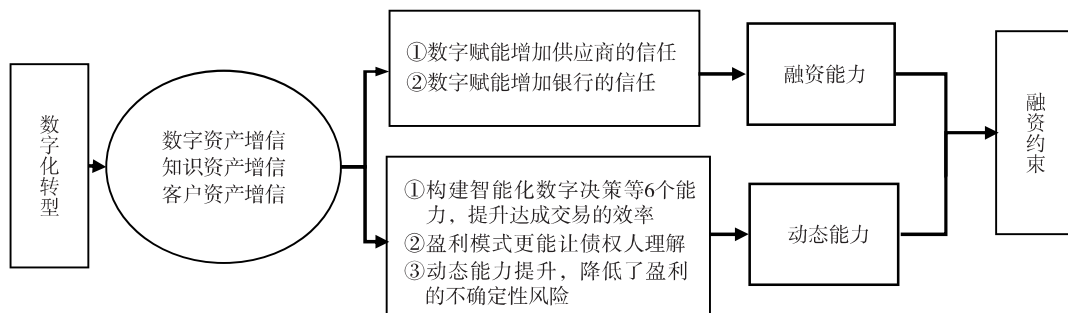 数字化转型
数字资产增信
知识资产增信
客户资产增信
①数字赋能增加供应商的信任
②数字赋能增加银行的信任
①构建智能化数字决策等6个能
力，提升达成交易的效率
②盈利模式更能让债权人理解
③动态能力提升，降低了盈利
的不确定性风险
融资能力
动态能力
融资约束